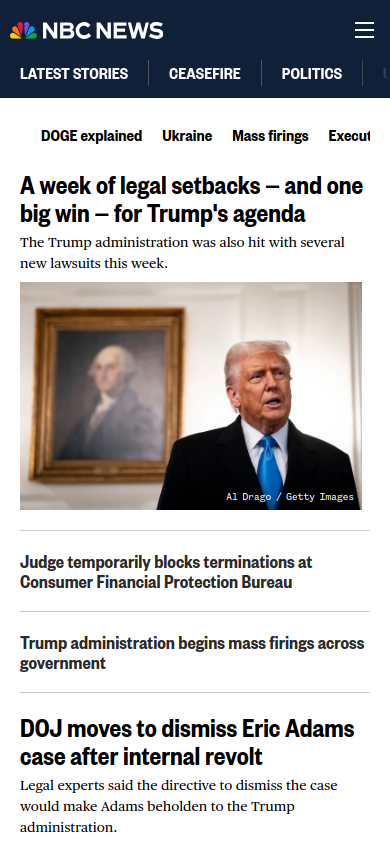 NBC NEWS
LATEST STORIES
CEASEFIRE
POLITICS
DOGE explained
Ukraine
Mass firings
Execut
A week of legal setbacks — and one
big win — for Trump's agenda
The Trump administration was also hit with several
new lawsuits this week.
Al Drago / Getty Images
Judge temporarily blocks terminations at
Consumer Financial Protection Bureau
Trump administration begins mass firings across
government
DOJ moves to dismiss Eric Adams
case after internal revolt
Legal experts said the directive to dismiss the case
would make Adams beholden to the Trump
administration.